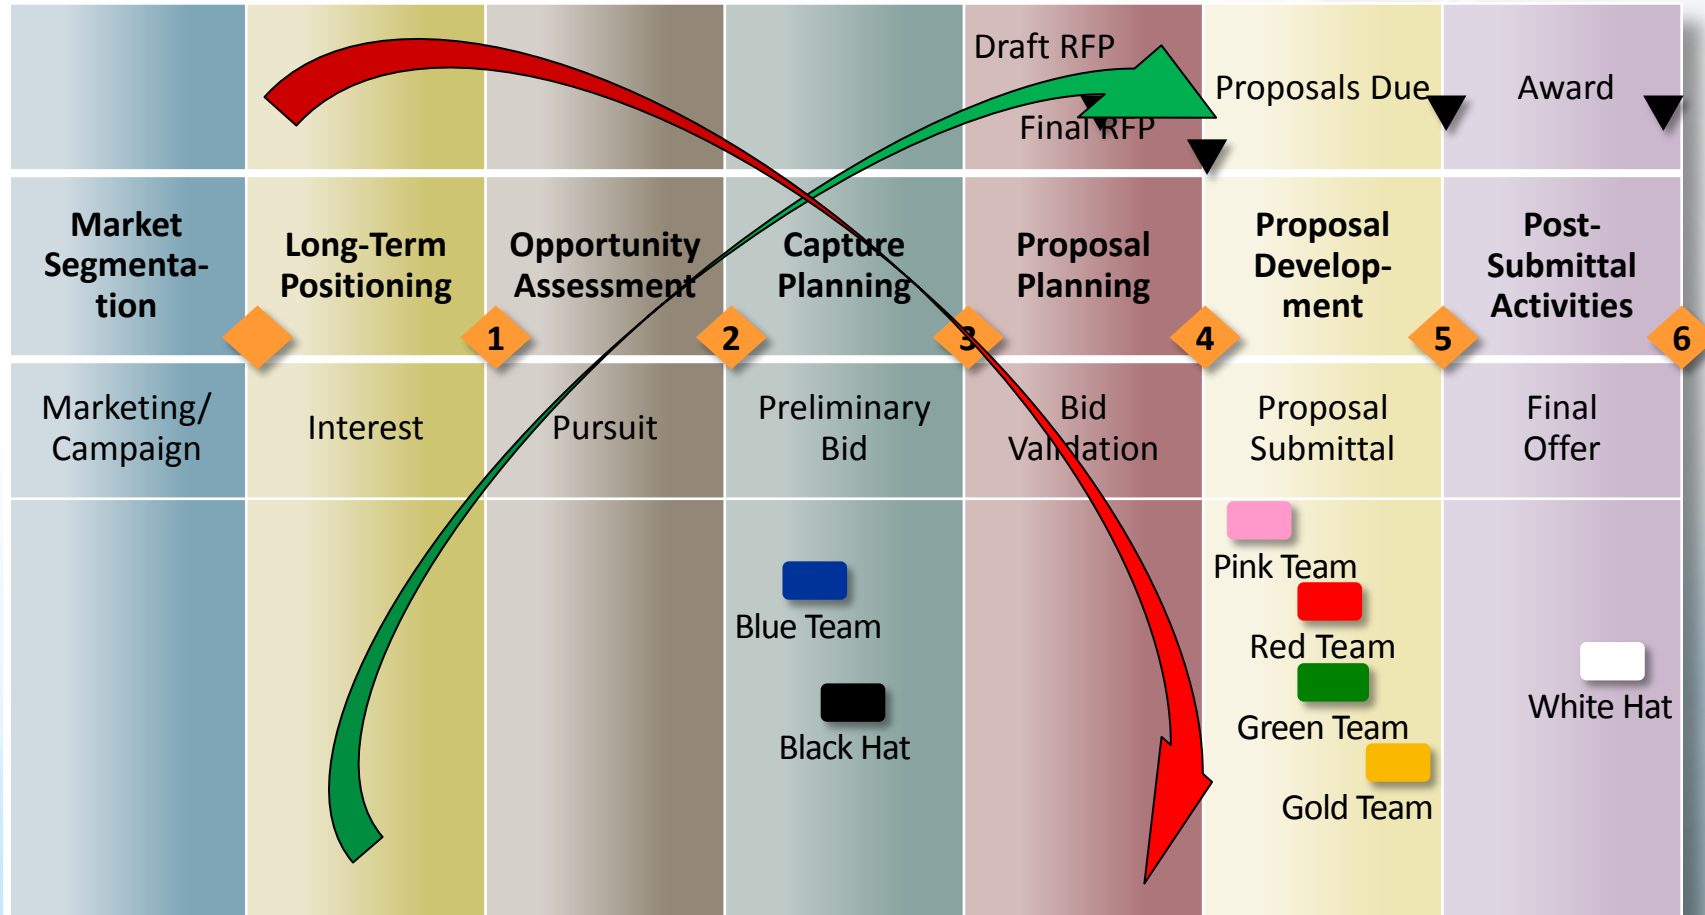 Draft RFP
Final RFP
Proposals Due
Award
Market
Segmenta-
tion
Long-Term
Positioning
Opportunity
Assessment
Capture
Planning
Proposal
Planning
Proposal
Develop-
ment
Post-
Submittal
Activities
1
2
3
4
5
6
Marketing/
Campaign
Interest
Pursuit
Preliminary
Bid
Bid
Validation
Proposal
Submittal
Final
Offer
Blue Team
Black Hat
Pink Team
Red Team
Green Team
Gold Team
White Hat